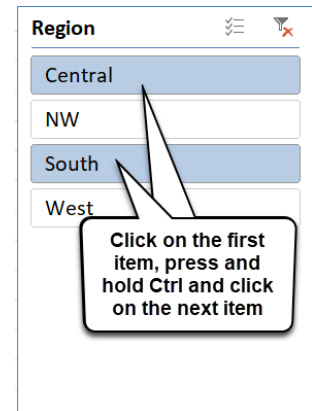 Region
Central
NW
South
West
Click on the first
item, press and
hold Ctrl and click
on the next item